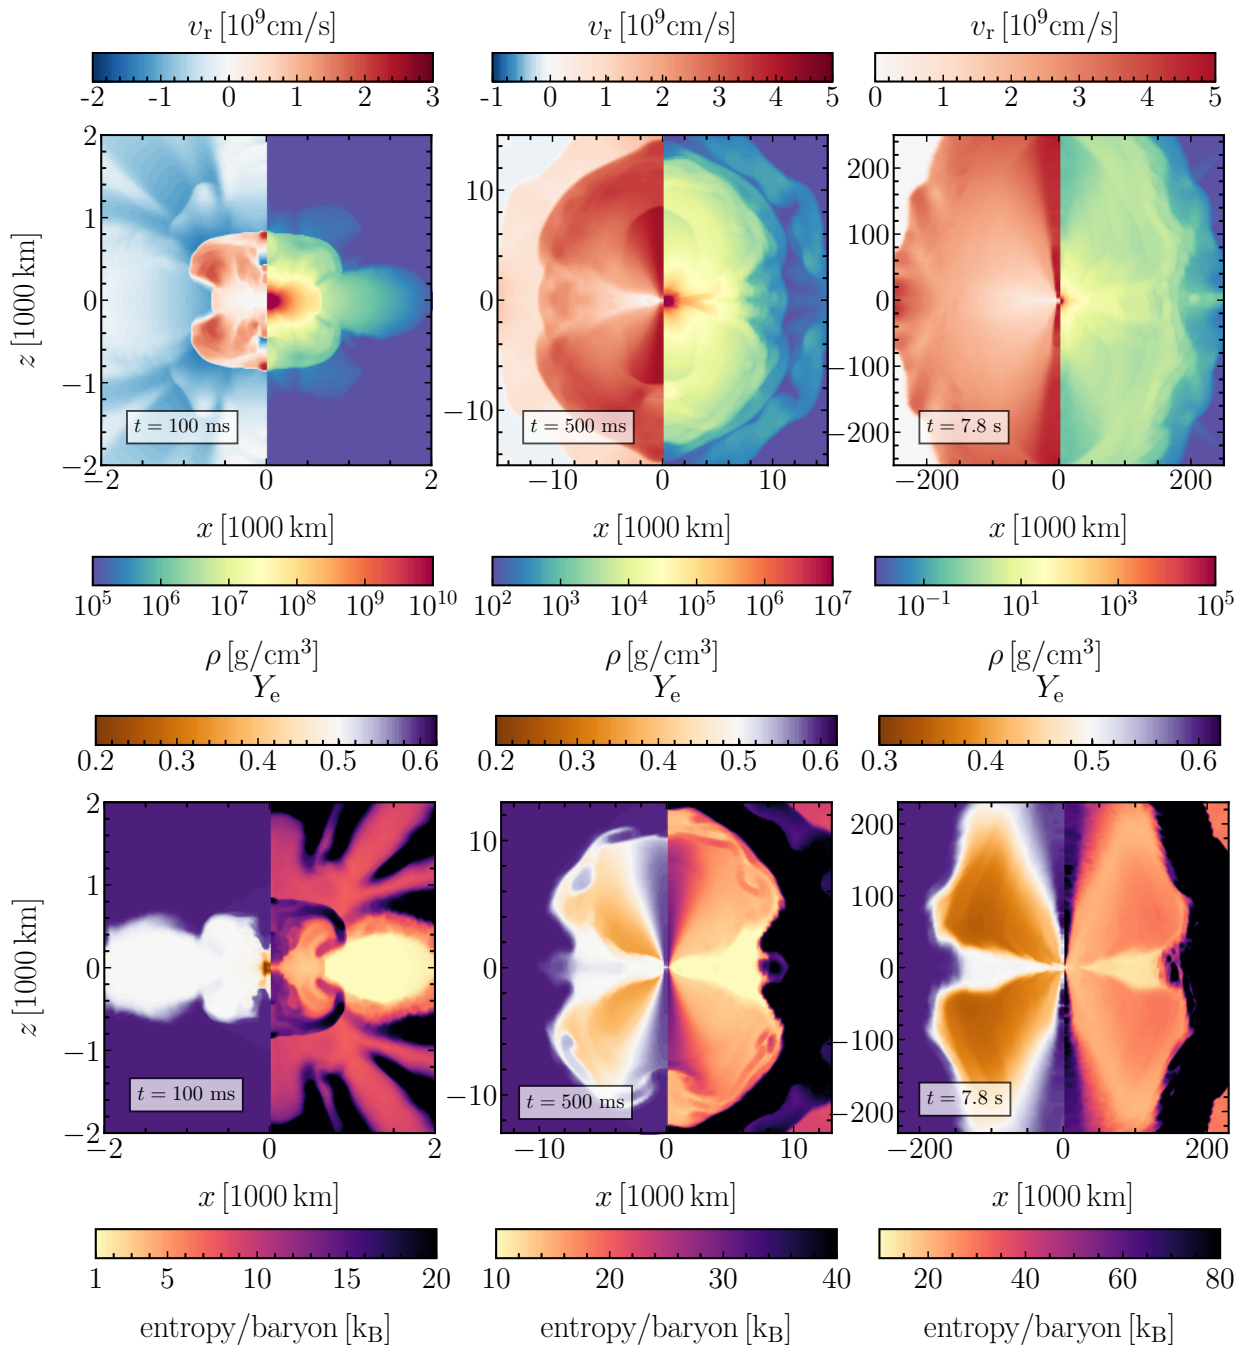 v_r [10^9 cm/s] v_r [10^9 cm/s] v_r [10^9 cm/s]
-2 -1 0 1 2 3 -1 0 1 2 3 4 5 0 1 2 3 4 5
z [1000 km]
2 1 0 −1 −2
10 0 −10
200 100 0 −100 −200
t = 100 ms t = 500 ms t = 7.8 s
−2 0 2 −10 0 10 −200 0 200
x [1000 km] x [1000 km] x [1000 km]
10^5 10^6 10^7 10^8 10^9 10^10 10^2 10^3 10^4 10^5 10^6 10^7 10^−1 10^1 10^3 10^5
ρ [g/cm^3] ρ [g/cm^3] ρ [g/cm^3]
Y_e Y_e Y_e
0.2 0.3 0.4 0.5 0.6 0.2 0.3 0.4 0.5 0.6 0.3 0.4 0.5 0.6
z [1000 km]
2 1 0 −1 −2
10 0 −10
200 100 0 −100 −200
t = 100 ms t = 500 ms t = 7.8 s
−2 0 2 −10 0 10 −200 0 200
x [1000 km] x [1000 km] x [1000 km]
1 5 10 15 20 10 20 30 40 20 40 60 80
entropy/baryon [k_B] entropy/baryon [k_B] entropy/baryon [k_B]